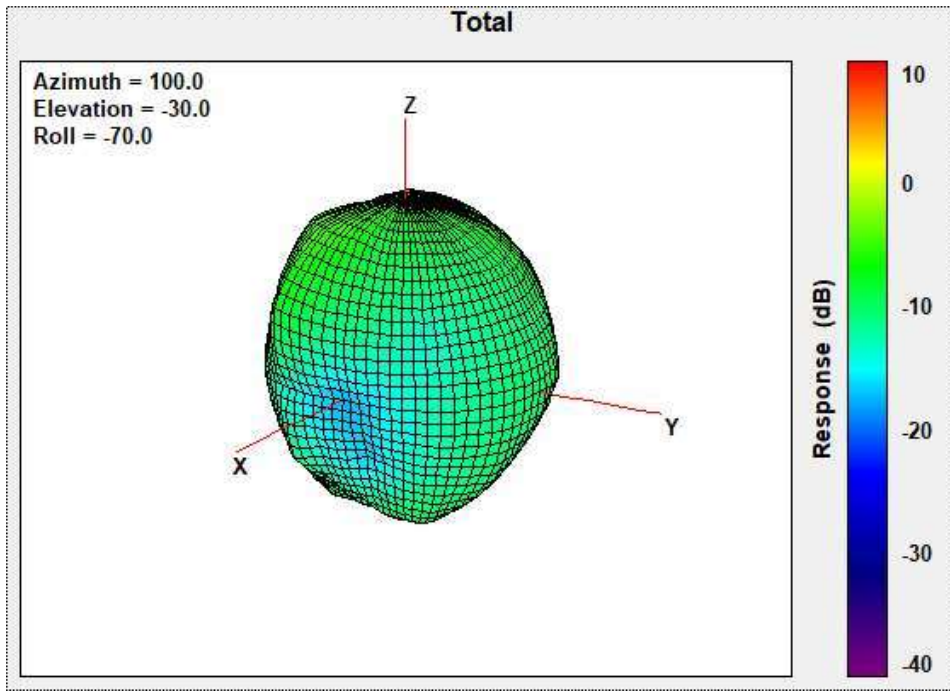 Total
Azimuth = 100.0
Elevation = -30.0
Roll = -70.0
Z
X
Y
10
0
-10
-20
-30
-40
Response (dB)